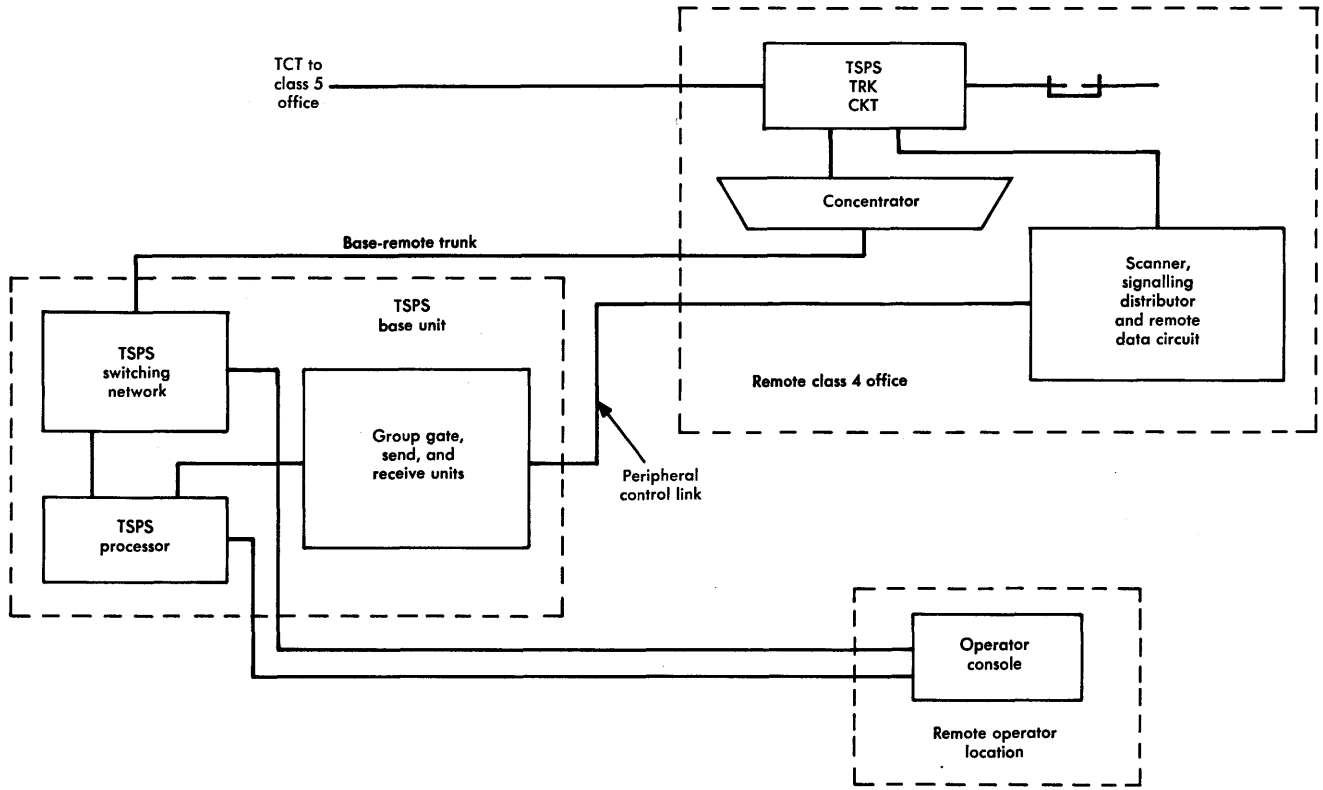 TCT to
class 5
office
TSPS
TRK
CKT
Concentrator
Base-remote trunk
Scanner,
signalling
distributor
and remote
data circuit
TSPS
base unit
TSPS
switching
network
Remote class 4 office
Group gate,
send, and
receive units
Peripheral
control link
TSPS
processor
Operator
console
Remote operator
location